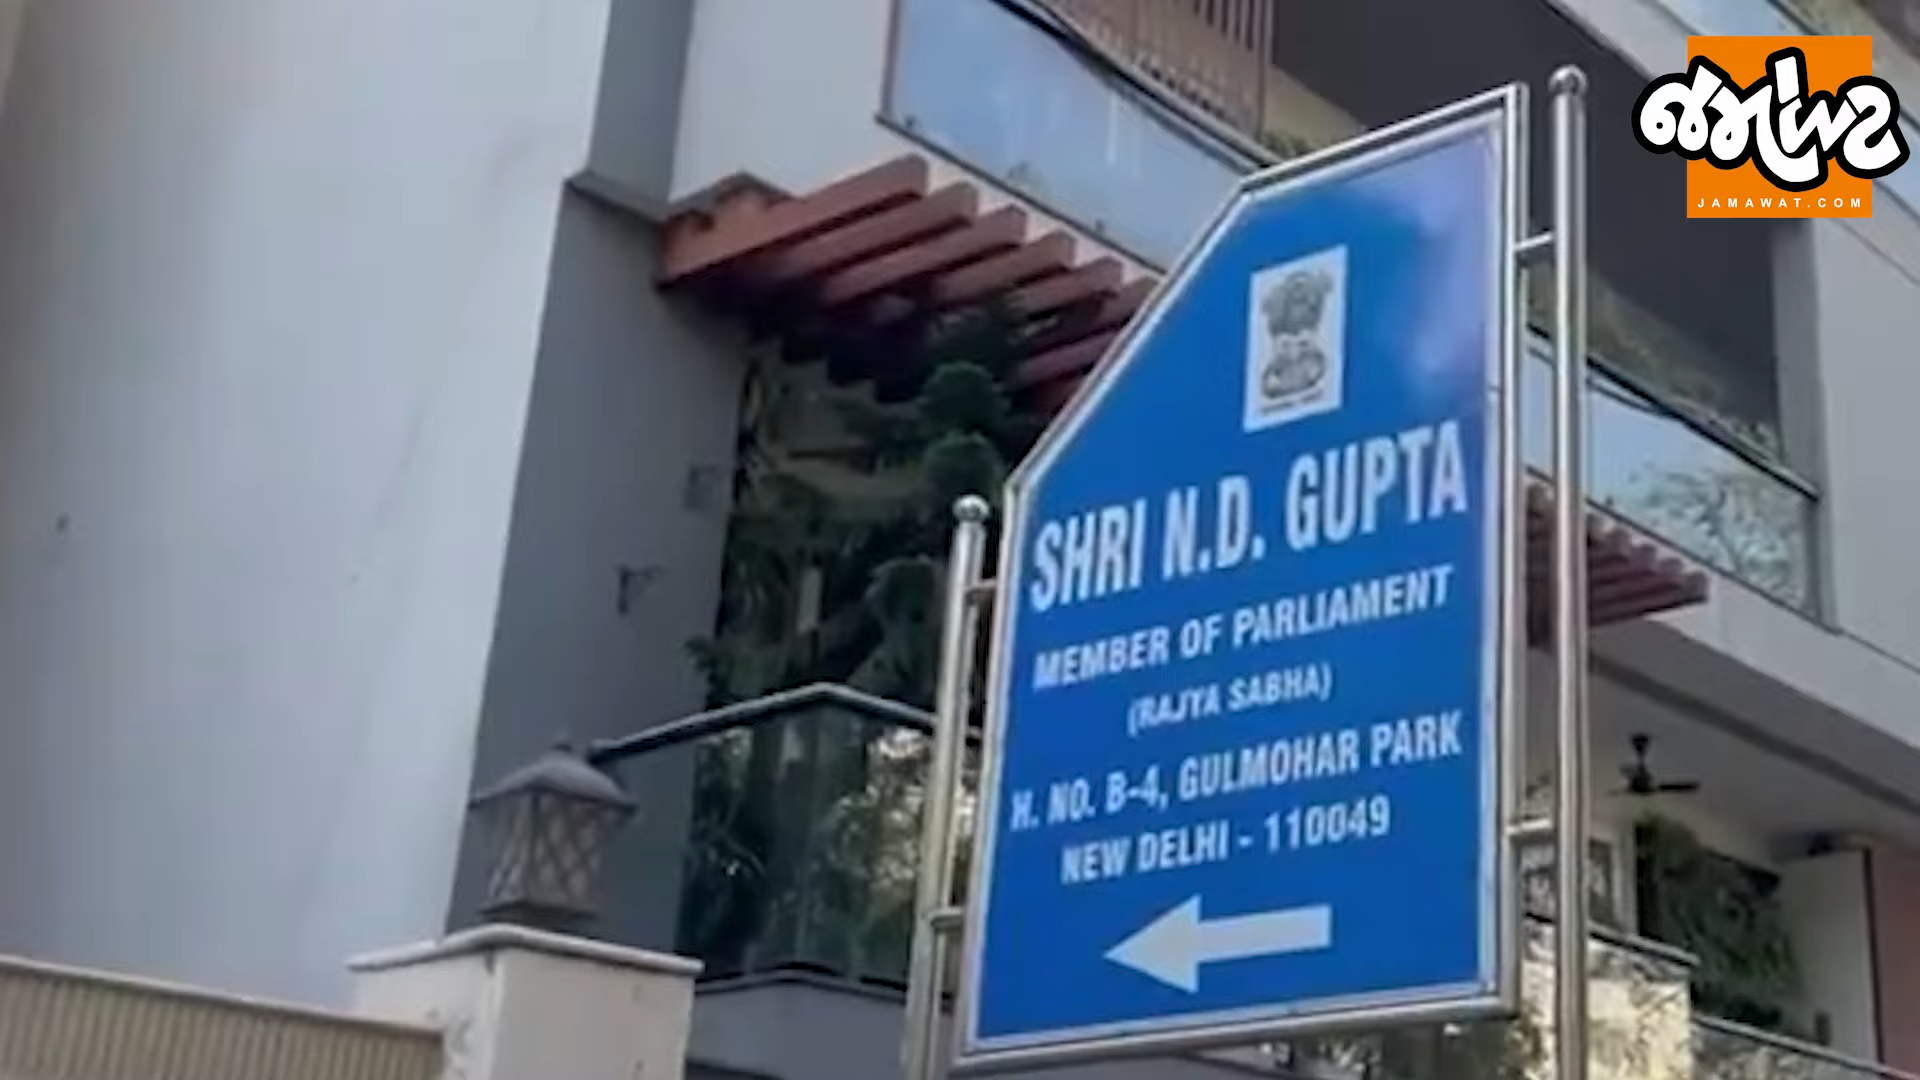 જમાવટ
JAMAWAT.COM
SHRI N.D. GUPTA
MEMBER OF PARLIAMENT
(RAJYA SABHA)
H. NO. B-4, GULMOHAR PARK
NEW DELHI - 110049